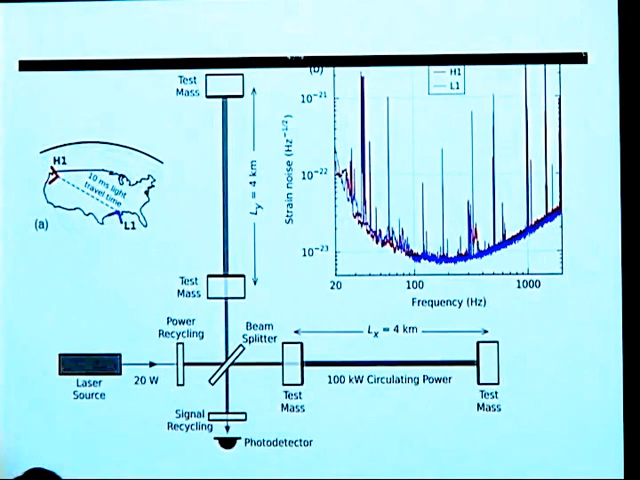 Test
Mass
(b)
H1
L1
10⁻²¹
10⁻²²
10⁻²³
Strain noise (Hz⁻¹/²)
20
100
1000
Frequency (Hz)
H1
10 ms light
travel time
L1
(a)
L_y = 4 km
Test
Mass
Power
Recycling
Beam
Splitter
L_x = 4 km
Laser
Source
20 W
100 kW Circulating Power
Test
Mass
Test
Mass
Signal
Recycling
Photodetector